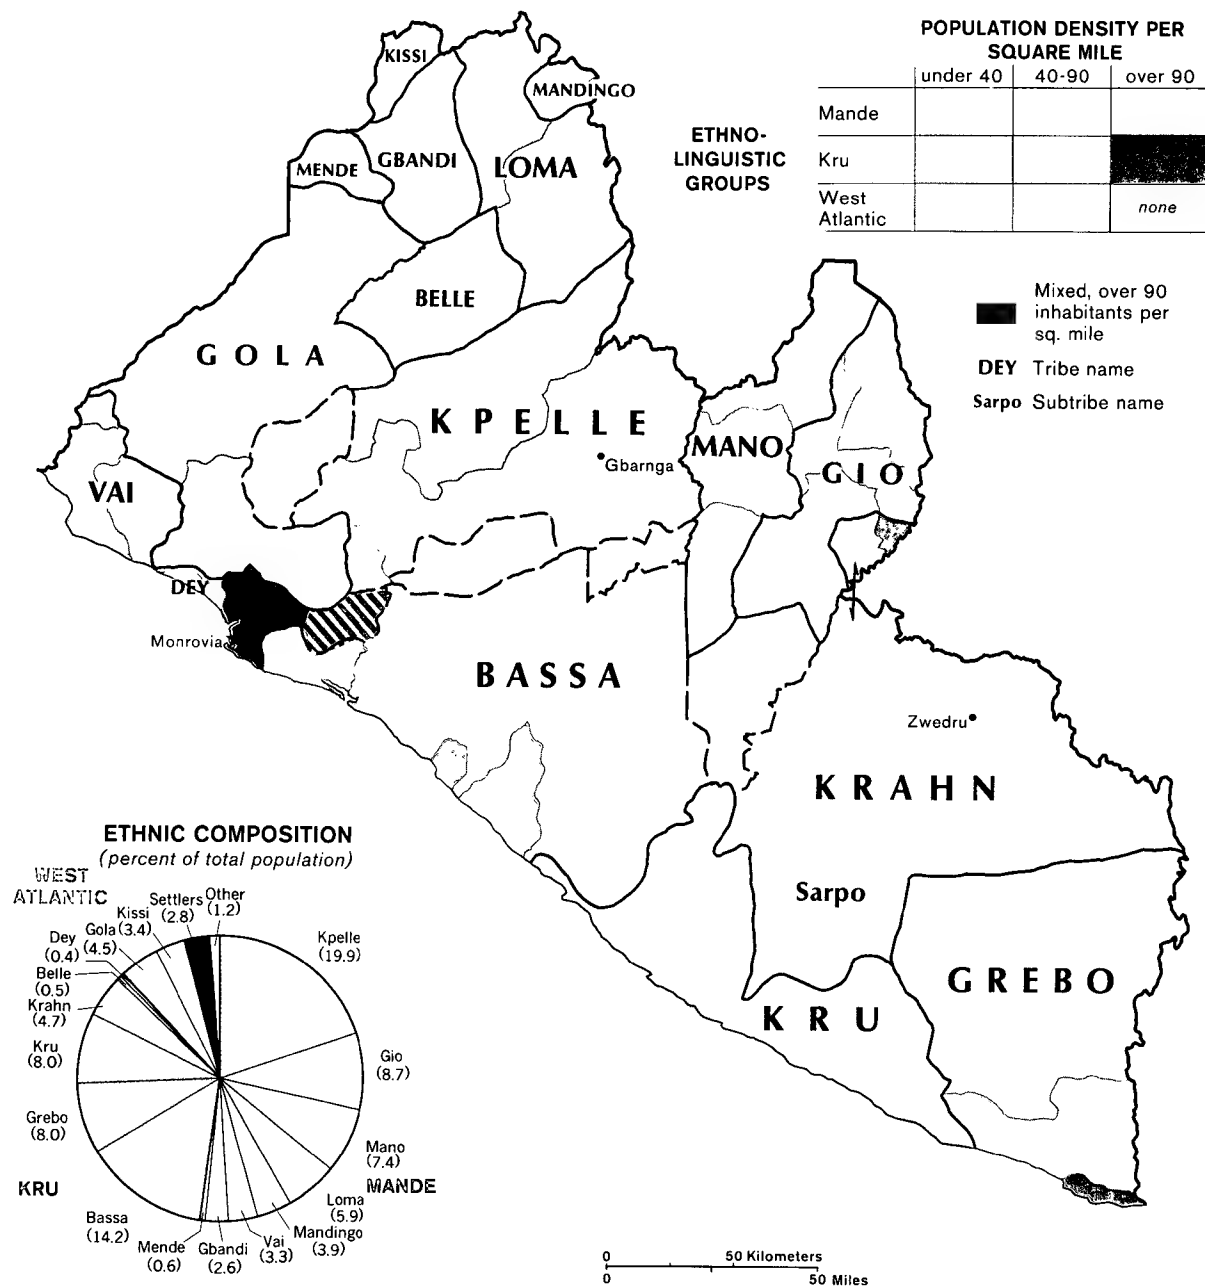 POPULATION DENSITY PER
SQUARE MILE
under 40 40-90 over 90
Mande
Kru
West
Atlantic
none
ETHNO-
LINGUISTIC
GROUPS
Mixed, over 90
inhabitants per
sq. mile
DEY Tribe name
Sarpo Subtribe name
KISSI
MANDINGO
GBANDI
LOMA
MENDE
BELLE
GOLA
KPELLE
Gbarnga
MANO
GIO
VAI
DEY
Monrovia
BASSA
Zwedru
KRAHN
Sarpo
GREBO
KRU
ETHNIC COMPOSITION
(percent of total population)
WEST
ATLANTIC
Other
(1.2)
Settlers
(2.8)
Kissi
(3.4)
Gola
(4.5)
Dey
(0.4)
Belle
(0.5)
Krahn
(4.7)
Kru
(8.0)
Grebo
(8.0)
KRU
Bassa
(14.2)
Mende
(0.6)
Gbandi
(2.6)
Vai
(3.3)
Mandingo
(3.9)
Loma
(5.9)
MANDE
Mano
(7.4)
Gio
(8.7)
Kpelle
(19.9)
0 50 Kilometers
0 50 Miles